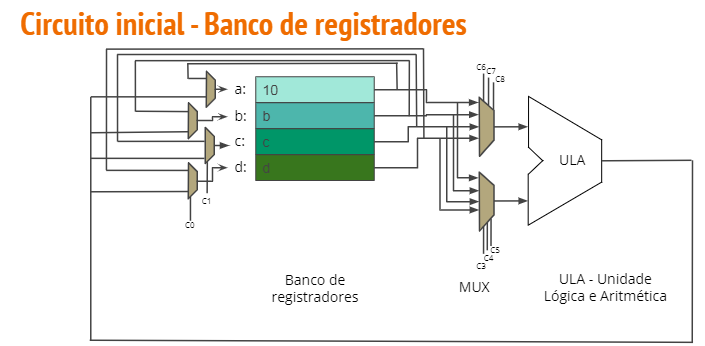 Circuito inicial - Banco de registradores
C6
C7
C8
a:
10
b:
b
c:
c
d:
d
ULA
C1
C0
C5
C4
C3
Banco de
registradores
MUX
ULA - Unidade
Lógica e Aritmética